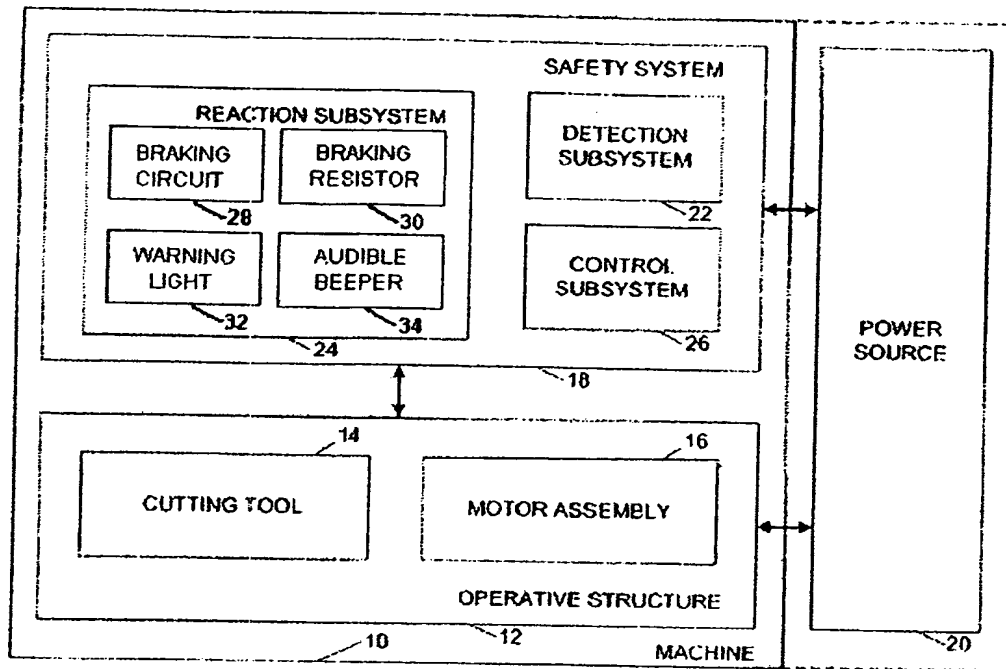 SAFETY SYSTEM
REACTION SUBSYSTEM
BRAKING
CIRCUIT
28
BRAKING
RESISTOR
30
WARNING
LIGHT
32
AUDIBLE
BEEPER
34
24
DETECTION
SUBSYSTEM
22
CONTROL
SUBSYSTEM
26
18
POWER
SOURCE
20
14
CUTTING TOOL
16
MOTOR ASSEMBLY
OPERATIVE STRUCTURE
12
10
MACHINE